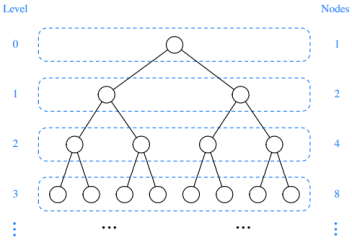 Level Nodes
0 1
1 2
2 4
3 8
⋮ ... ... ⋮